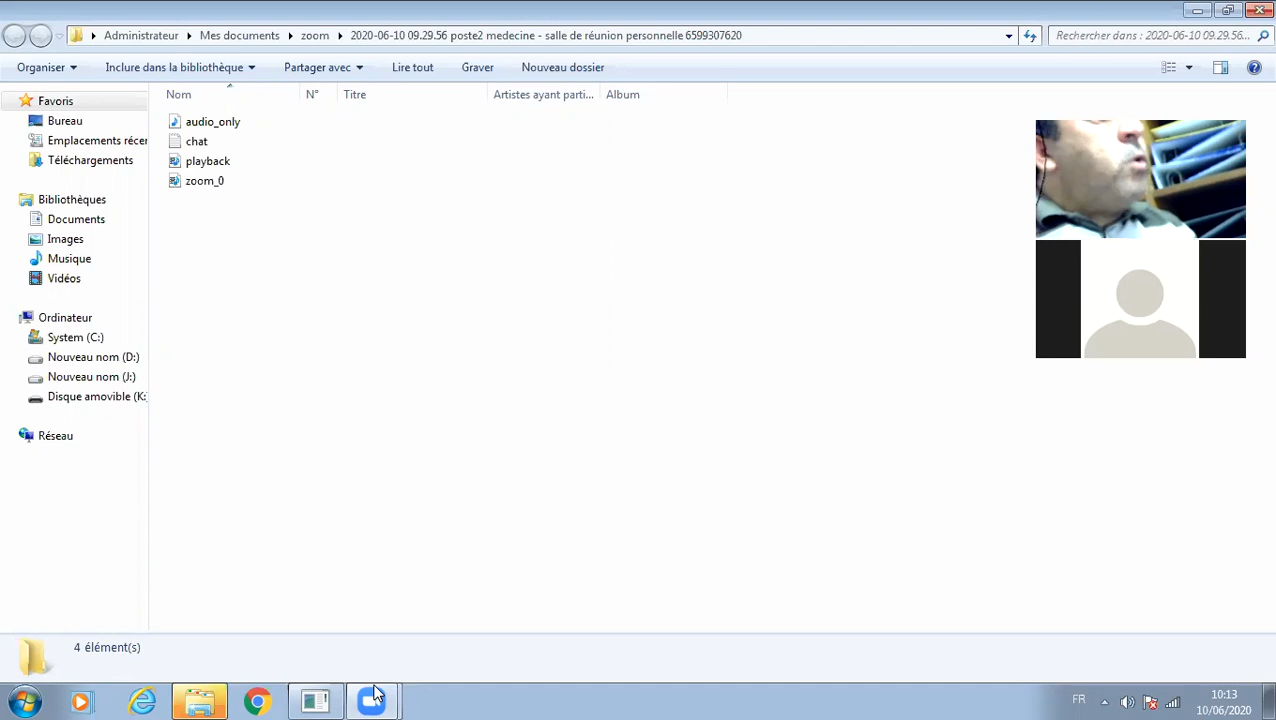 Administrateur Mes documents zoom 2020-06-10 09.29.56 poste2 medecine - salle de réunion personnelle 6599307620 Rechercher dans : 2020-06-10 09.29.56...
Organiser Inclure dans la bibliothèque Partager avec Lire tout Graver Nouveau dossier
Nom N° Titre Artistes ayant parti... Album
Favoris
Bureau
Emplacements récer
Téléchargements
Bibliothèques
Documents
Images
Musique
Vidéos
Ordinateur
System (C:)
Nouveau nom (D:)
Nouveau nom (J:)
Disque amovible (K:
Réseau
audio_only
chat
playback
zoom_0
4 élément(s)
FR
10:13
10/06/2020